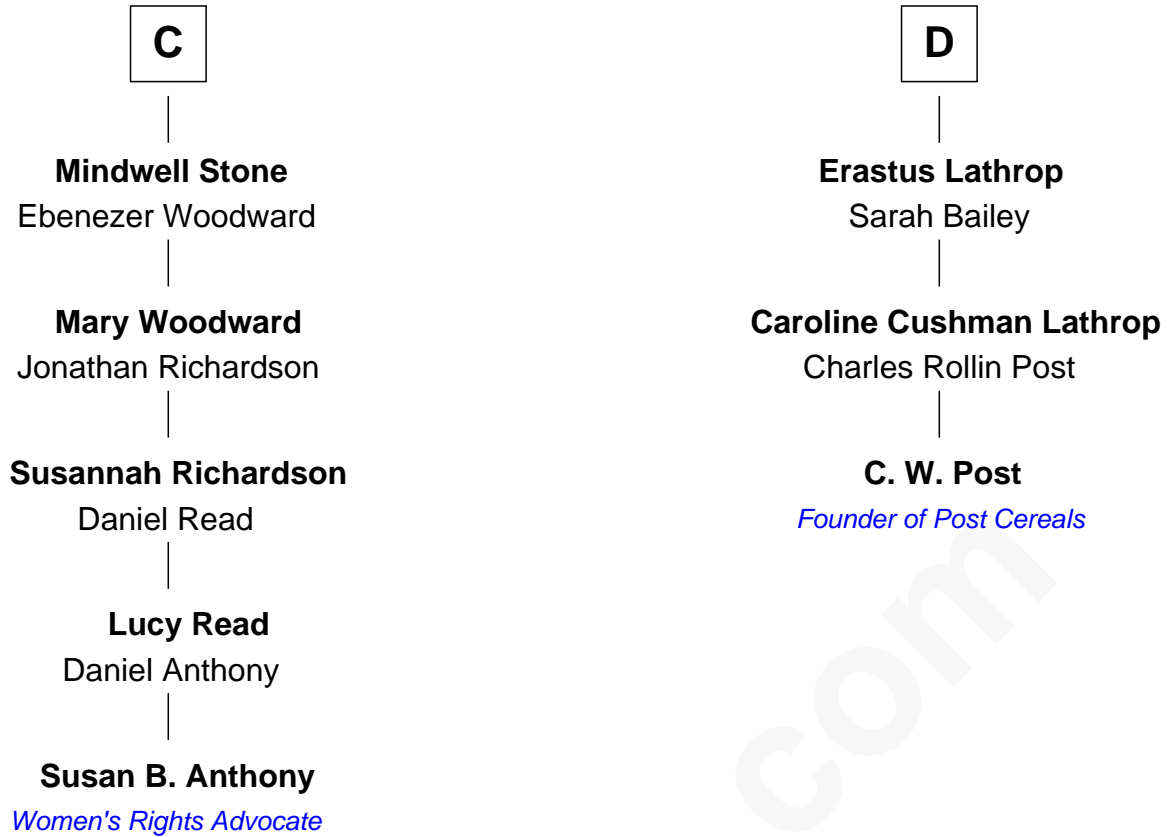 C
Mindwell Stone
Ebenezer Woodward
Mary Woodward
Jonathan Richardson
Susannah Richardson
Daniel Read
Lucy Read
Daniel Anthony
Susan B. Anthony
Women's Rights Advocate
D
Erastus Lathrop
Sarah Bailey
Caroline Cushman Lathrop
Charles Rollin Post
C. W. Post
Founder of Post Cereals
com